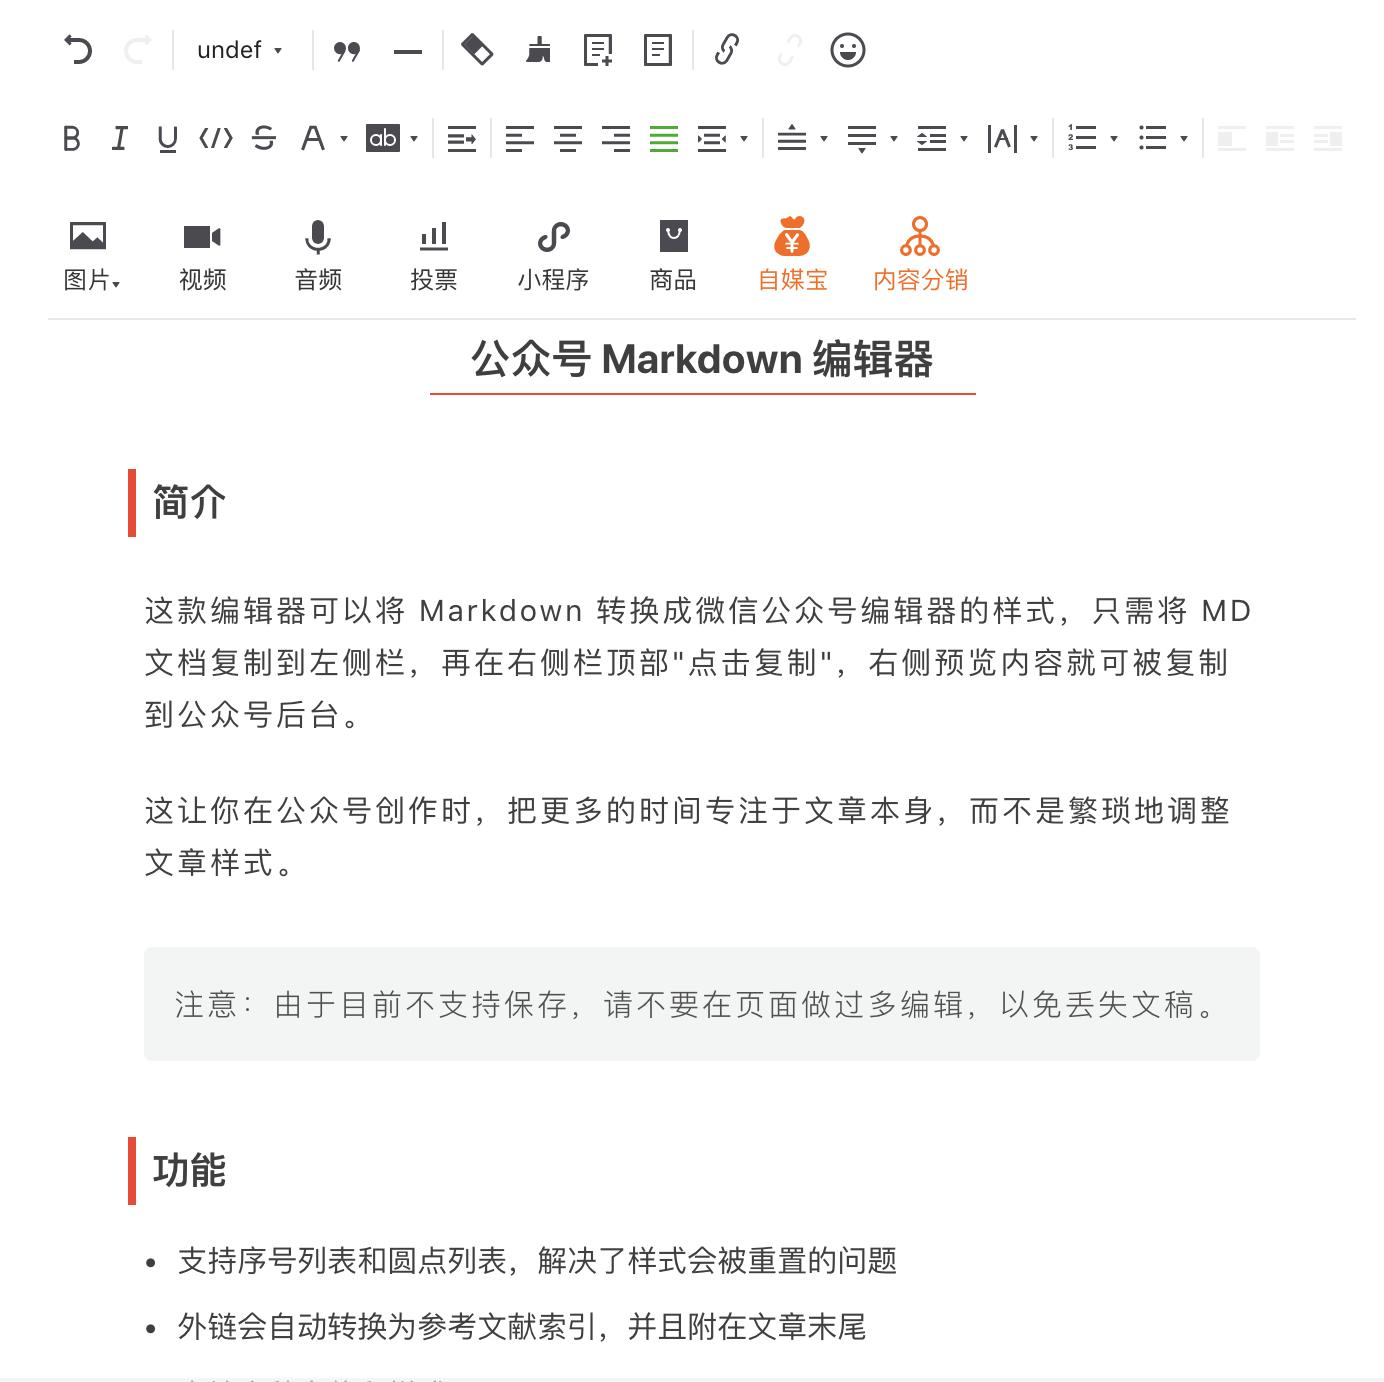 undef
B I U </> S A ab |A|
图片 视频 音频 投票 小程序 商品 自媒宝 内容分销
公众号 Markdown 编辑器
简介
这款编辑器可以将 Markdown 转换成微信公众号编辑器的样式，只需将 MD
文档复制到左侧栏，再在右侧栏顶部"点击复制"，右侧预览内容就可被复制
到公众号后台。
这让你在公众号创作时，把更多的时间专注于文章本身，而不是繁琐地调整
文章样式。
注意：由于目前不支持保存，请不要在页面做过多编辑，以免丢失文稿。
功能
• 支持序号列表和圆点列表，解决了样式会被重置的问题
• 外链会自动转换为参考文献索引，并且附在文章末尾